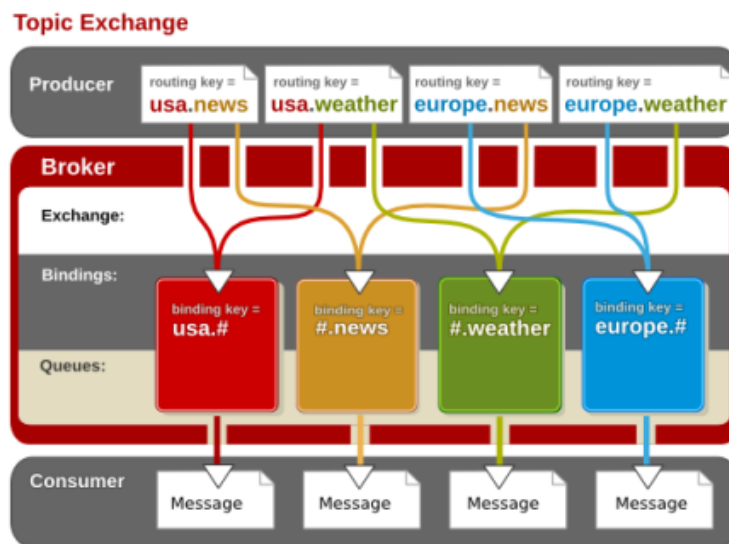 Topic Exchange
Producer
routing key =
usa.news
routing key =
usa.weather
routing key =
europe.news
routing key =
europe.weather
Broker
Exchange:
Bindings:
binding key =
usa.#
binding key =
#.news
binding key =
#.weather
binding key =
europe.#
Queues:
Consumer
Message
Message
Message
Message